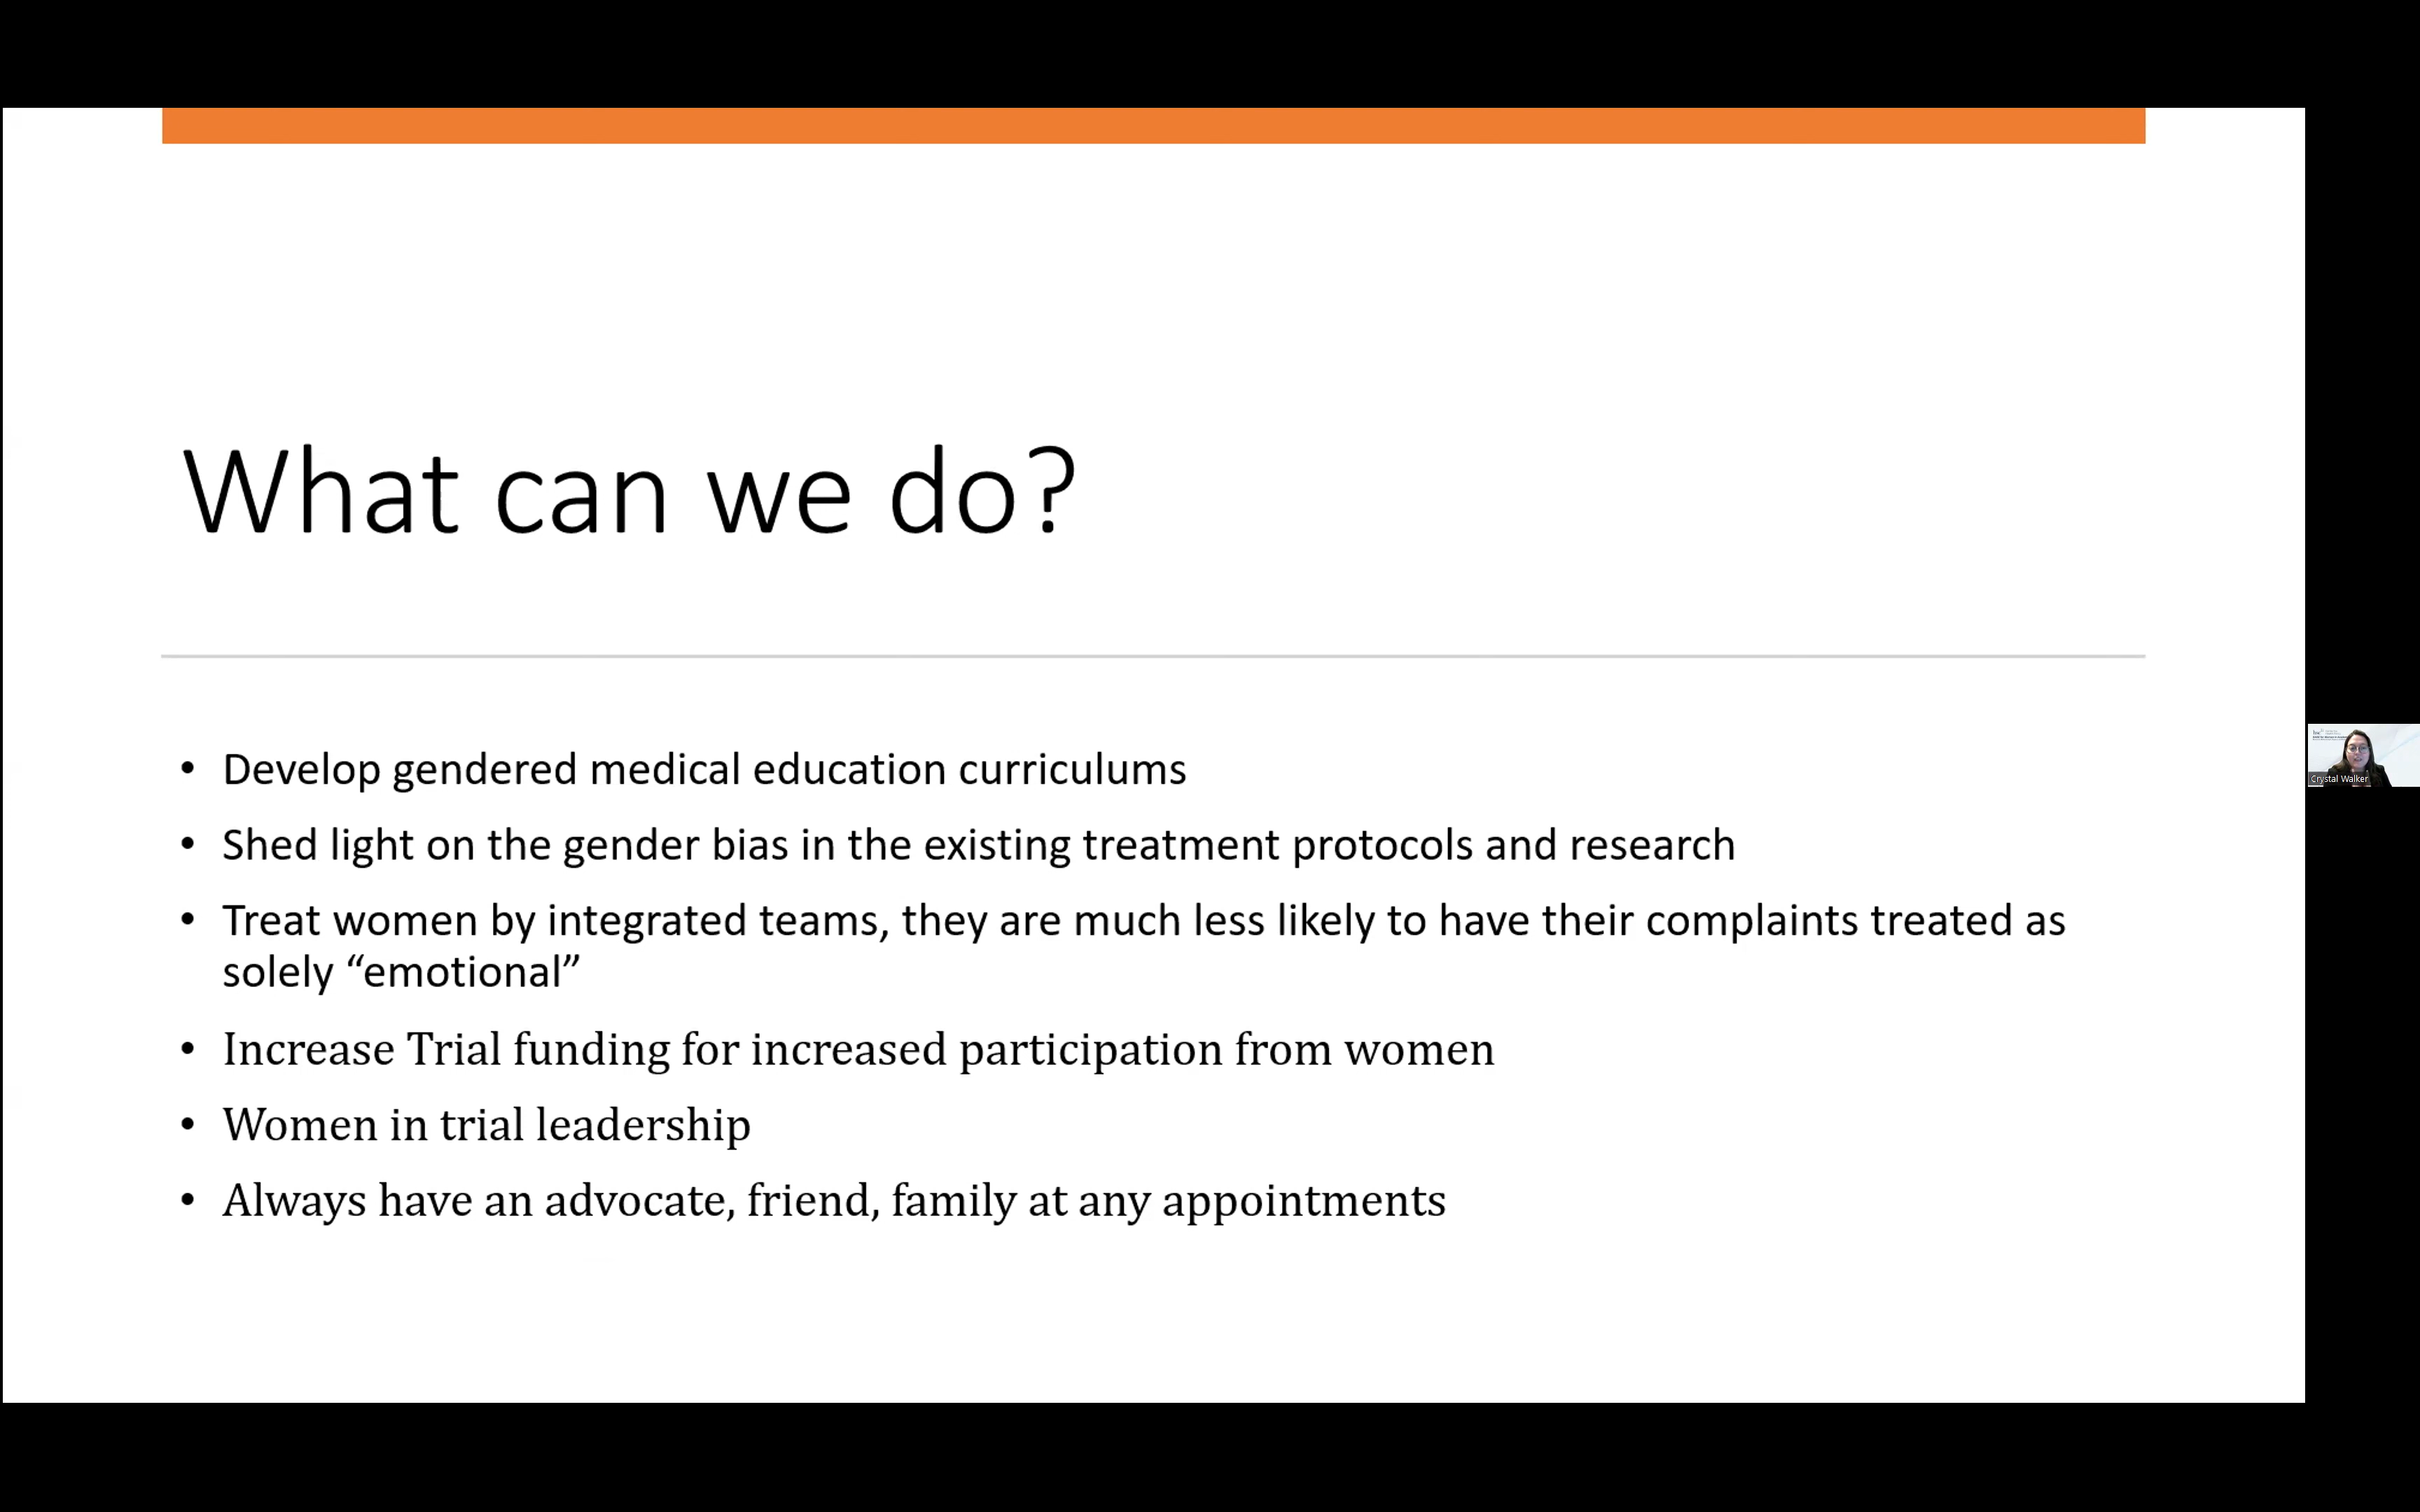 What can we do?
• Develop gendered medical education curriculums
• Shed light on the gender bias in the existing treatment protocols and research
• Treat women by integrated teams, they are much less likely to have their complaints treated as
solely “emotional”
• Increase Trial funding for increased participation from women
• Women in trial leadership
• Always have an advocate, friend, family at any appointments
Crystal Walker